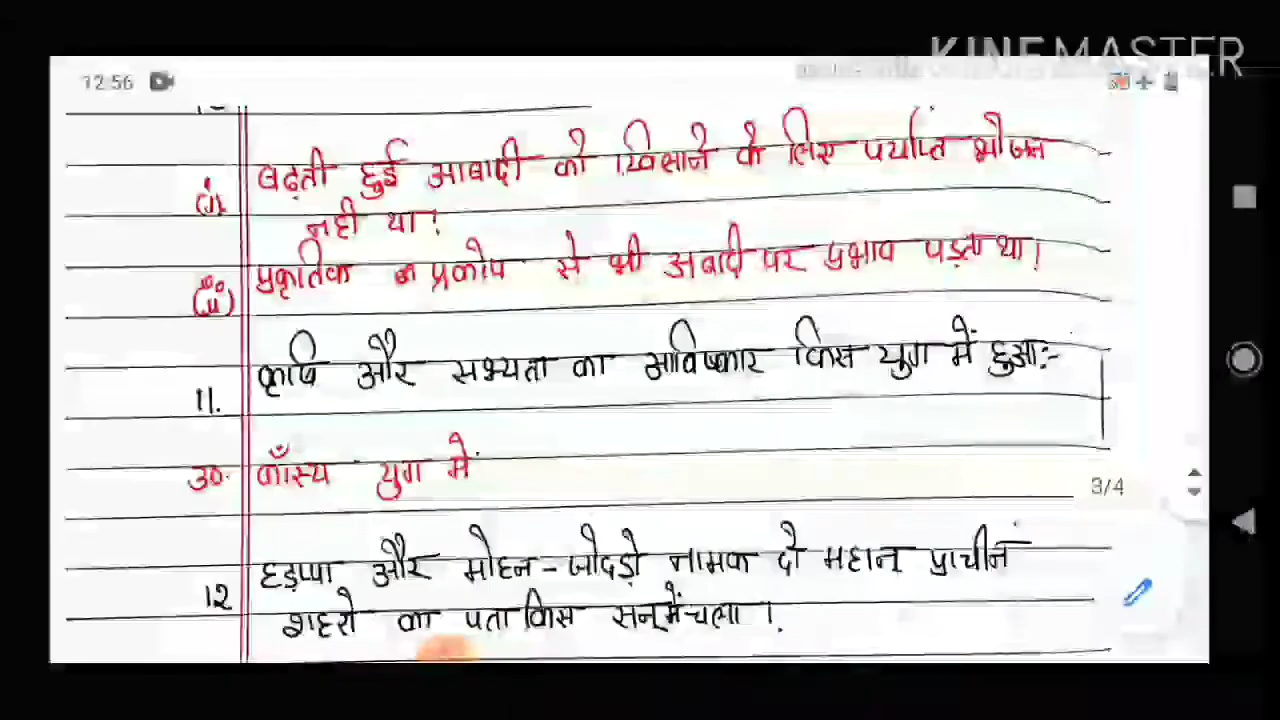 KINEMASTER
12:56
(ii) बढ़ती हुई आबादी को खिलाने के लिए पर्याप्त भोजन
नही था।
(iii) प्रकृतिक प्रकोप से भी अबादी पर प्रभाव पड़ता था।
11. कृषि और सभ्यता का आविष्कार किस युग में हुआ:-
उ०. काँस्य युग में
3/4
12 हड़प्पा और मोहन-जोदड़ो नामक दो महान् प्राचीन
शहरो का पता किस सन् में चला।